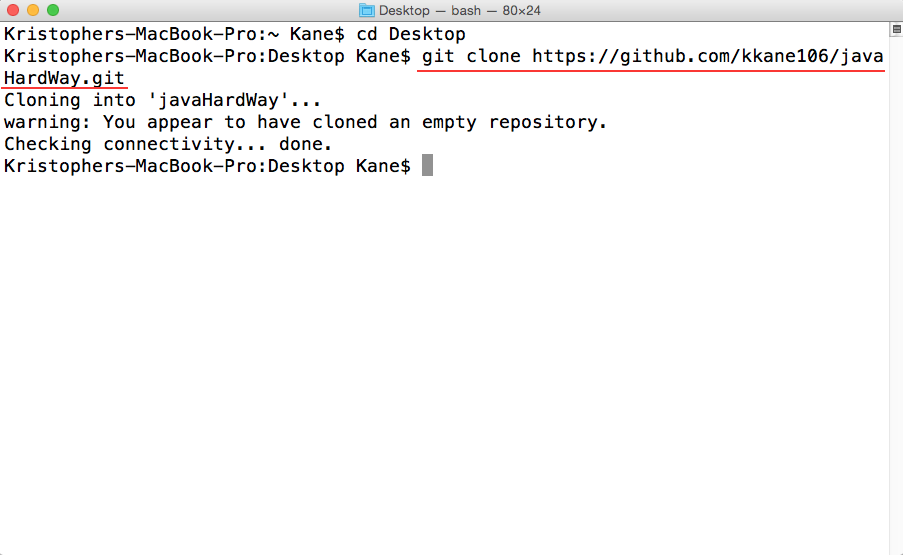 Desktop — bash — 80×24
Kristophers-MacBook-Pro:~ Kane$ cd Desktop
Kristophers-MacBook-Pro:Desktop Kane$ git clone https://github.com/kkane106/java
HardWay.git
Cloning into 'javaHardWay'...
warning: You appear to have cloned an empty repository.
Checking connectivity... done.
Kristophers-MacBook-Pro:Desktop Kane$